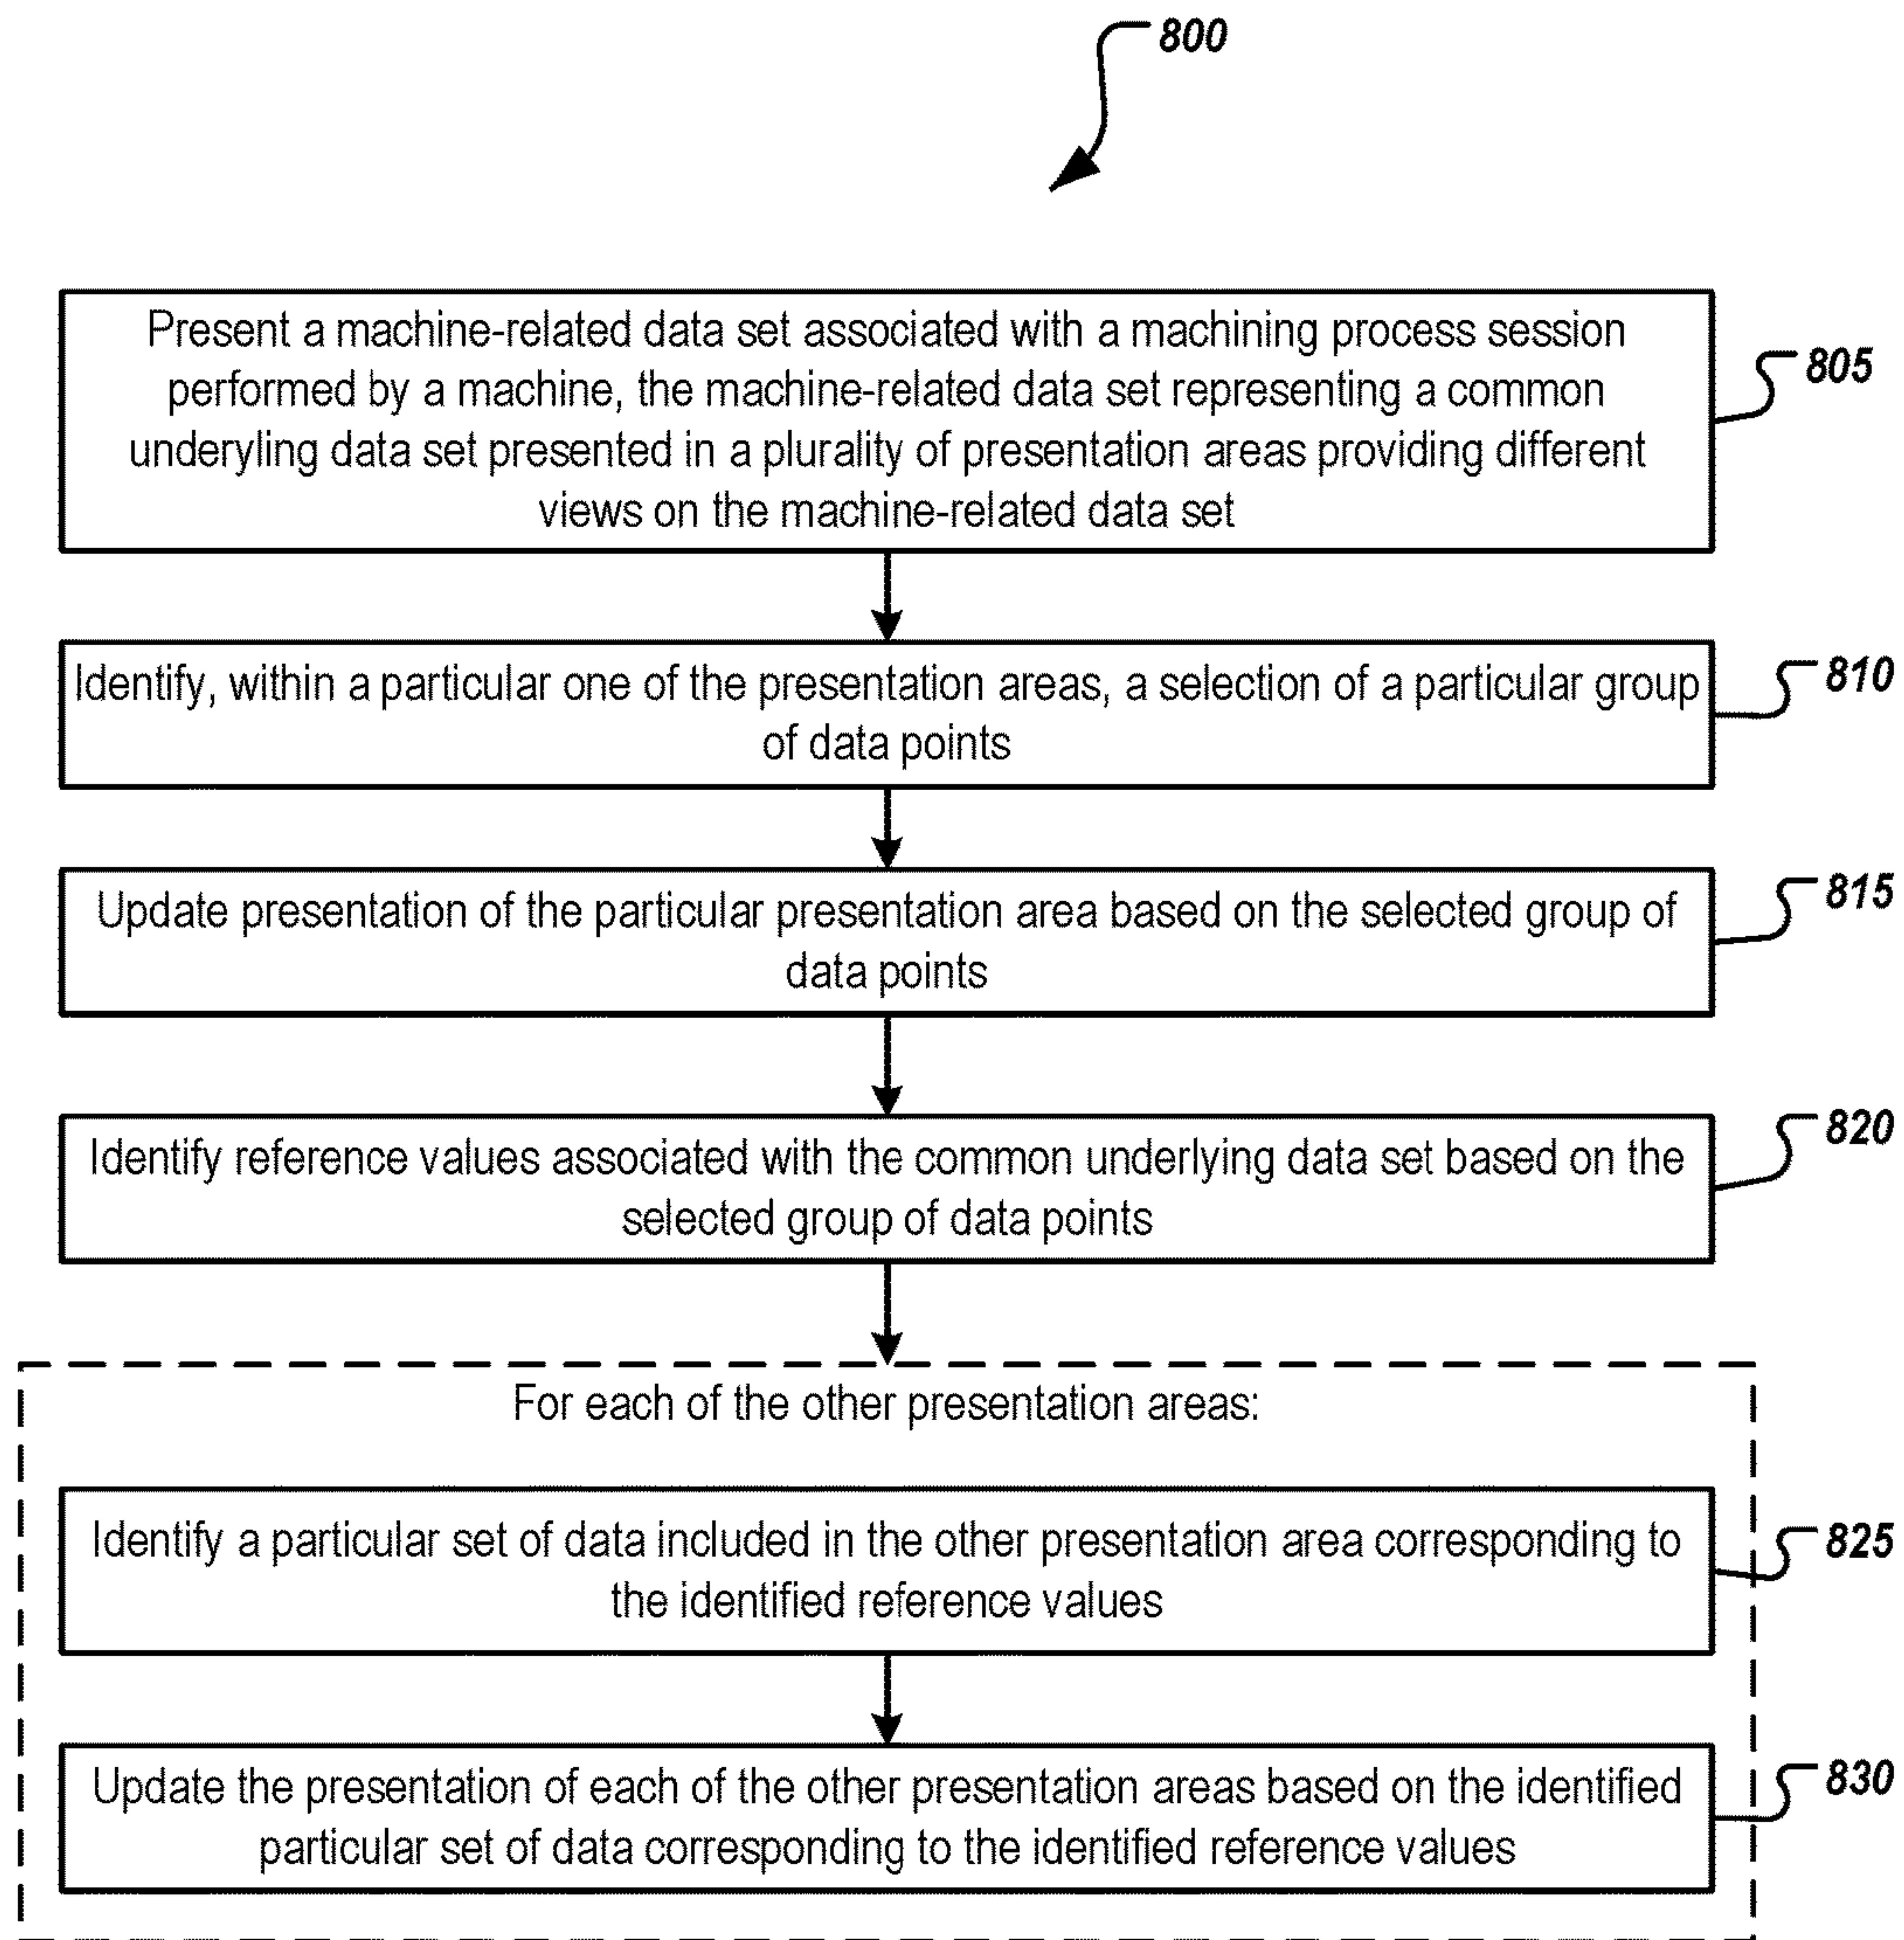 800
Present a machine-related data set associated with a machining process session
performed by a machine, the machine-related data set representing a common
underyling data set presented in a plurality of presentation areas providing different
views on the machine-related data set
805
Identify, within a particular one of the presentation areas, a selection of a particular group
of data points
810
Update presentation of the particular presentation area based on the selected group of
data points
815
Identify reference values associated with the common underlying data set based on the
selected group of data points
820
For each of the other presentation areas:
Identify a particular set of data included in the other presentation area corresponding to
the identified reference values
825
Update the presentation of each of the other presentation areas based on the identified
particular set of data corresponding to the identified reference values
830